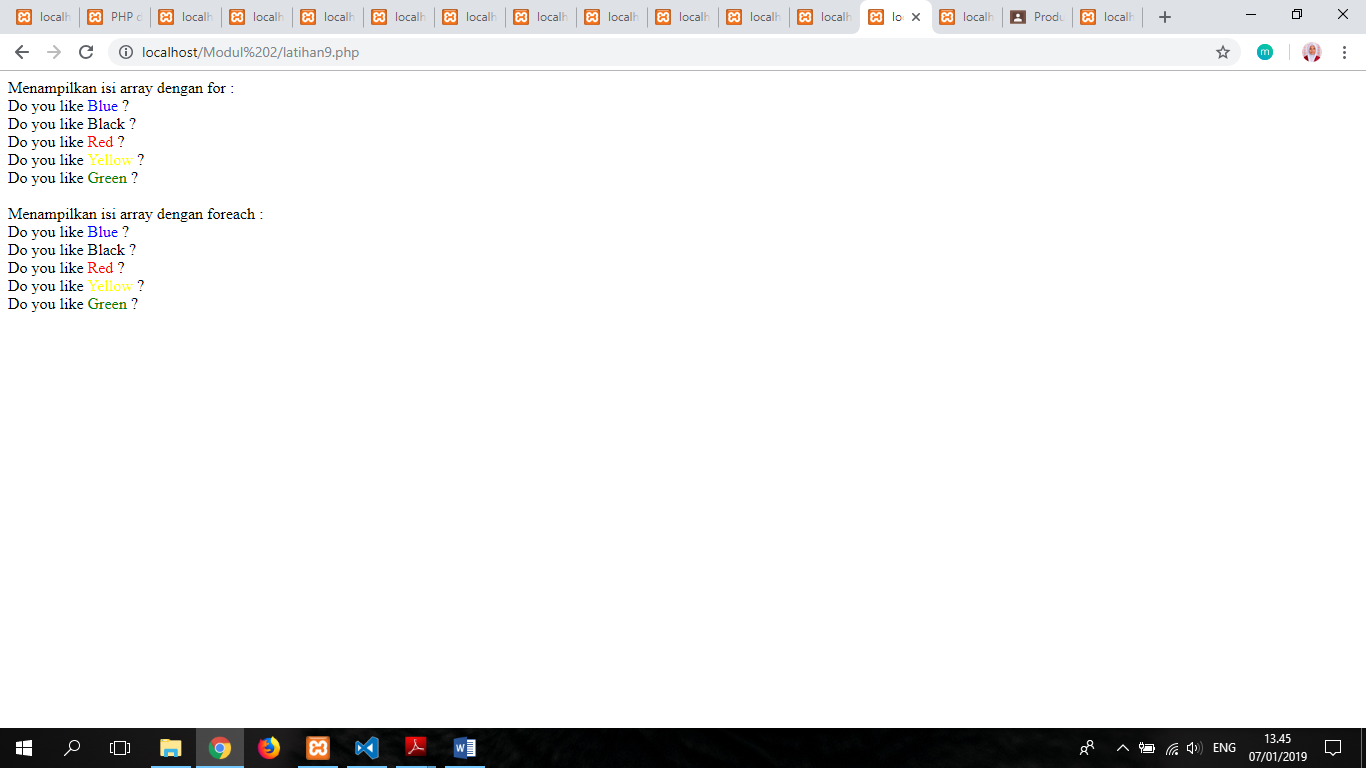 localh PHP c localh localh localh localh localh localh localh localh localh localh lo localh Produ localh
localhost/Modul%202/latihan9.php
m
Menampilkan isi array dengan for :
Do you like Blue ?
Do you like Black ?
Do you like Red ?
Do you like Yellow ?
Do you like Green ?
Menampilkan isi array dengan foreach :
Do you like Blue ?
Do you like Black ?
Do you like Red ?
Do you like Yellow ?
Do you like Green ?
ENG
13.45
07/01/2019